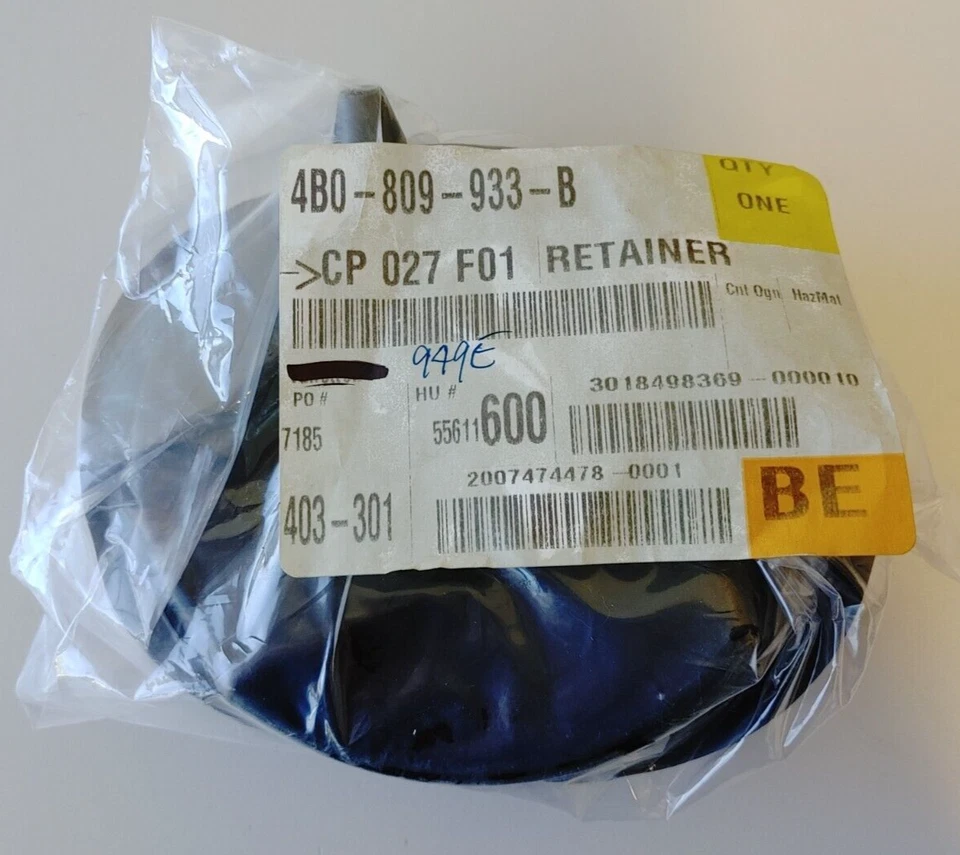 4B0-809-933-B
QTY
ONE
->CP 027 F01 RETAINER
Cnt Ogn HazMat
949E
PO # HU # 3018498369-000010
7185 55611600
2007474478-0001
403-301 BE